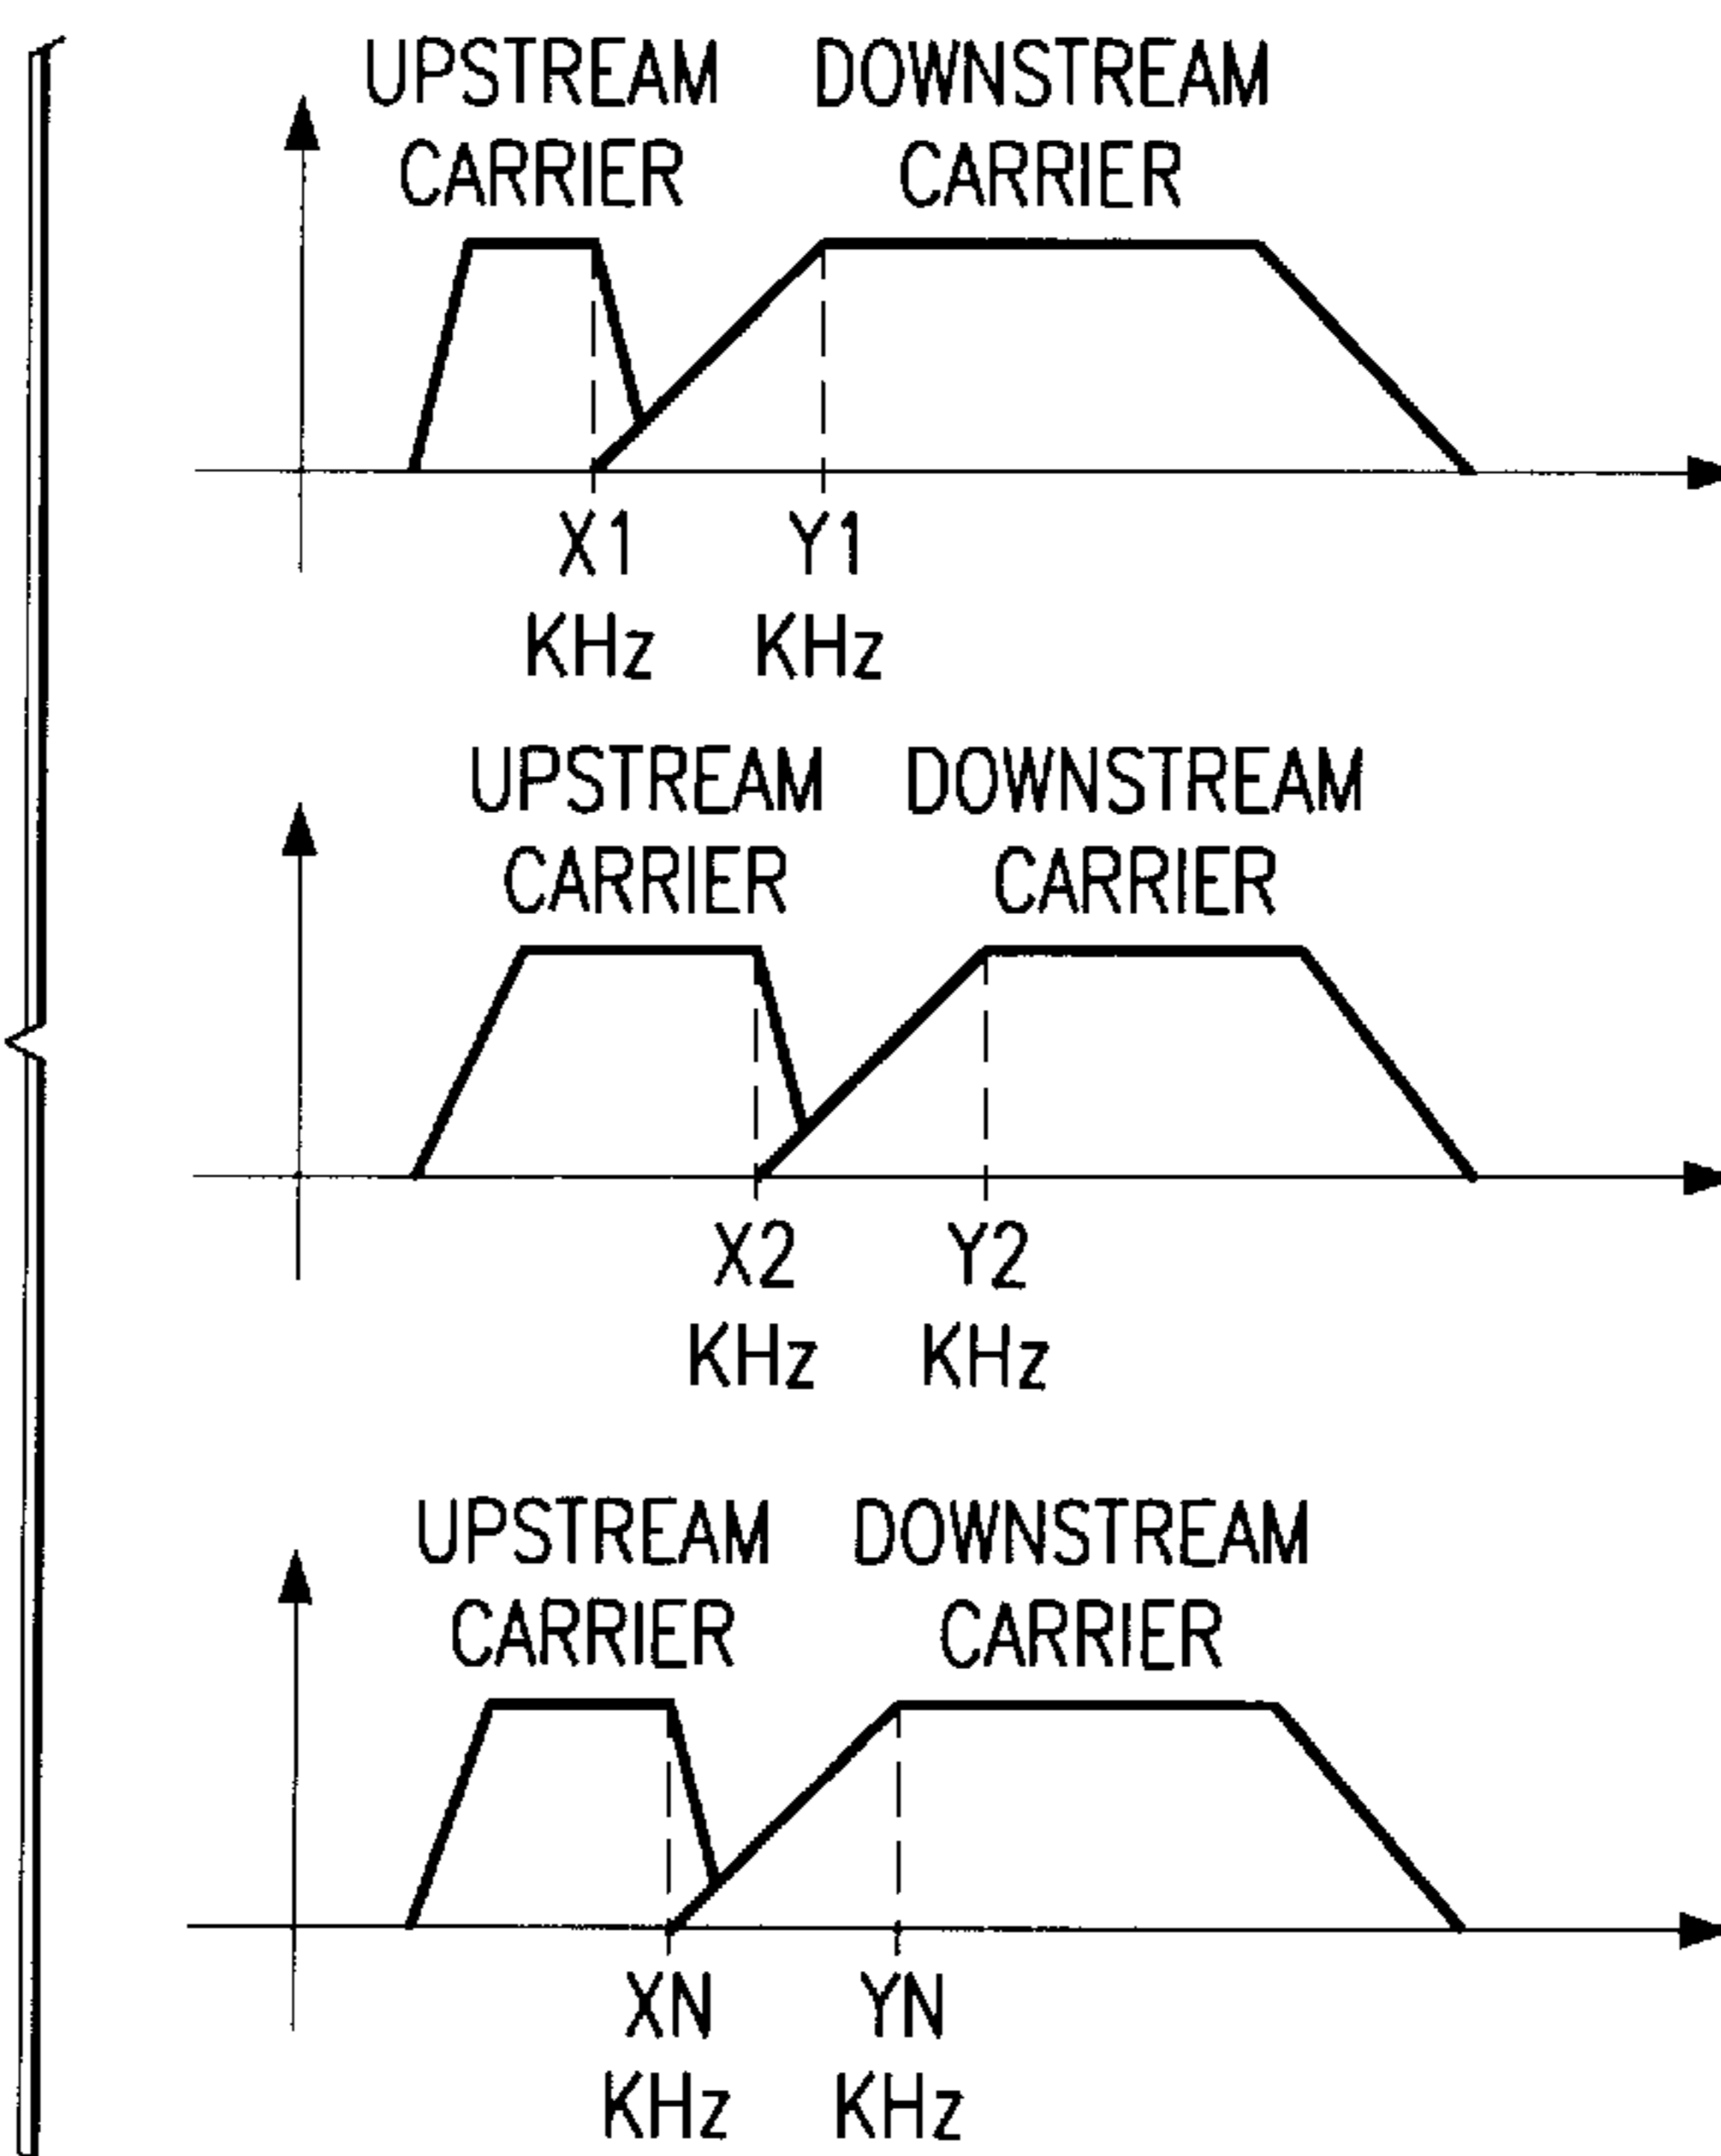 UPSTREAM DOWNSTREAM
CARRIER CARRIER
X1 Y1
KHz KHz
UPSTREAM DOWNSTREAM
CARRIER CARRIER
X2 Y2
KHz KHz
UPSTREAM DOWNSTREAM
CARRIER CARRIER
XN YN
KHz KHz